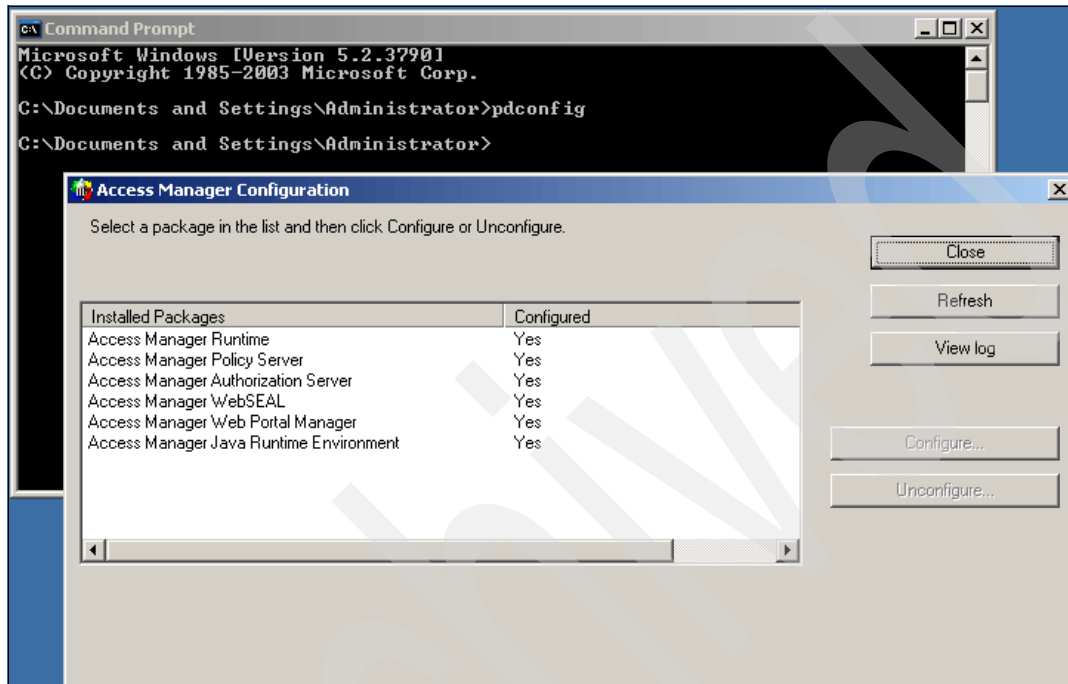 Command Prompt
Microsoft Windows [Version 5.2.3790]
(C) Copyright 1985-2003 Microsoft Corp.
C:\Documents and Settings\Administrator>pdconfig
C:\Documents and Settings\Administrator>
Access Manager Configuration
Select a package in the list and then click Configure or Unconfigure.
Close
Refresh
View log
Installed Packages Configured
Access Manager Runtime Yes
Access Manager Policy Server Yes
Access Manager Authorization Server Yes
Access Manager WebSEAL Yes
Access Manager Web Portal Manager Yes
Access Manager Java Runtime Environment Yes
Configure...
Unconfigure...